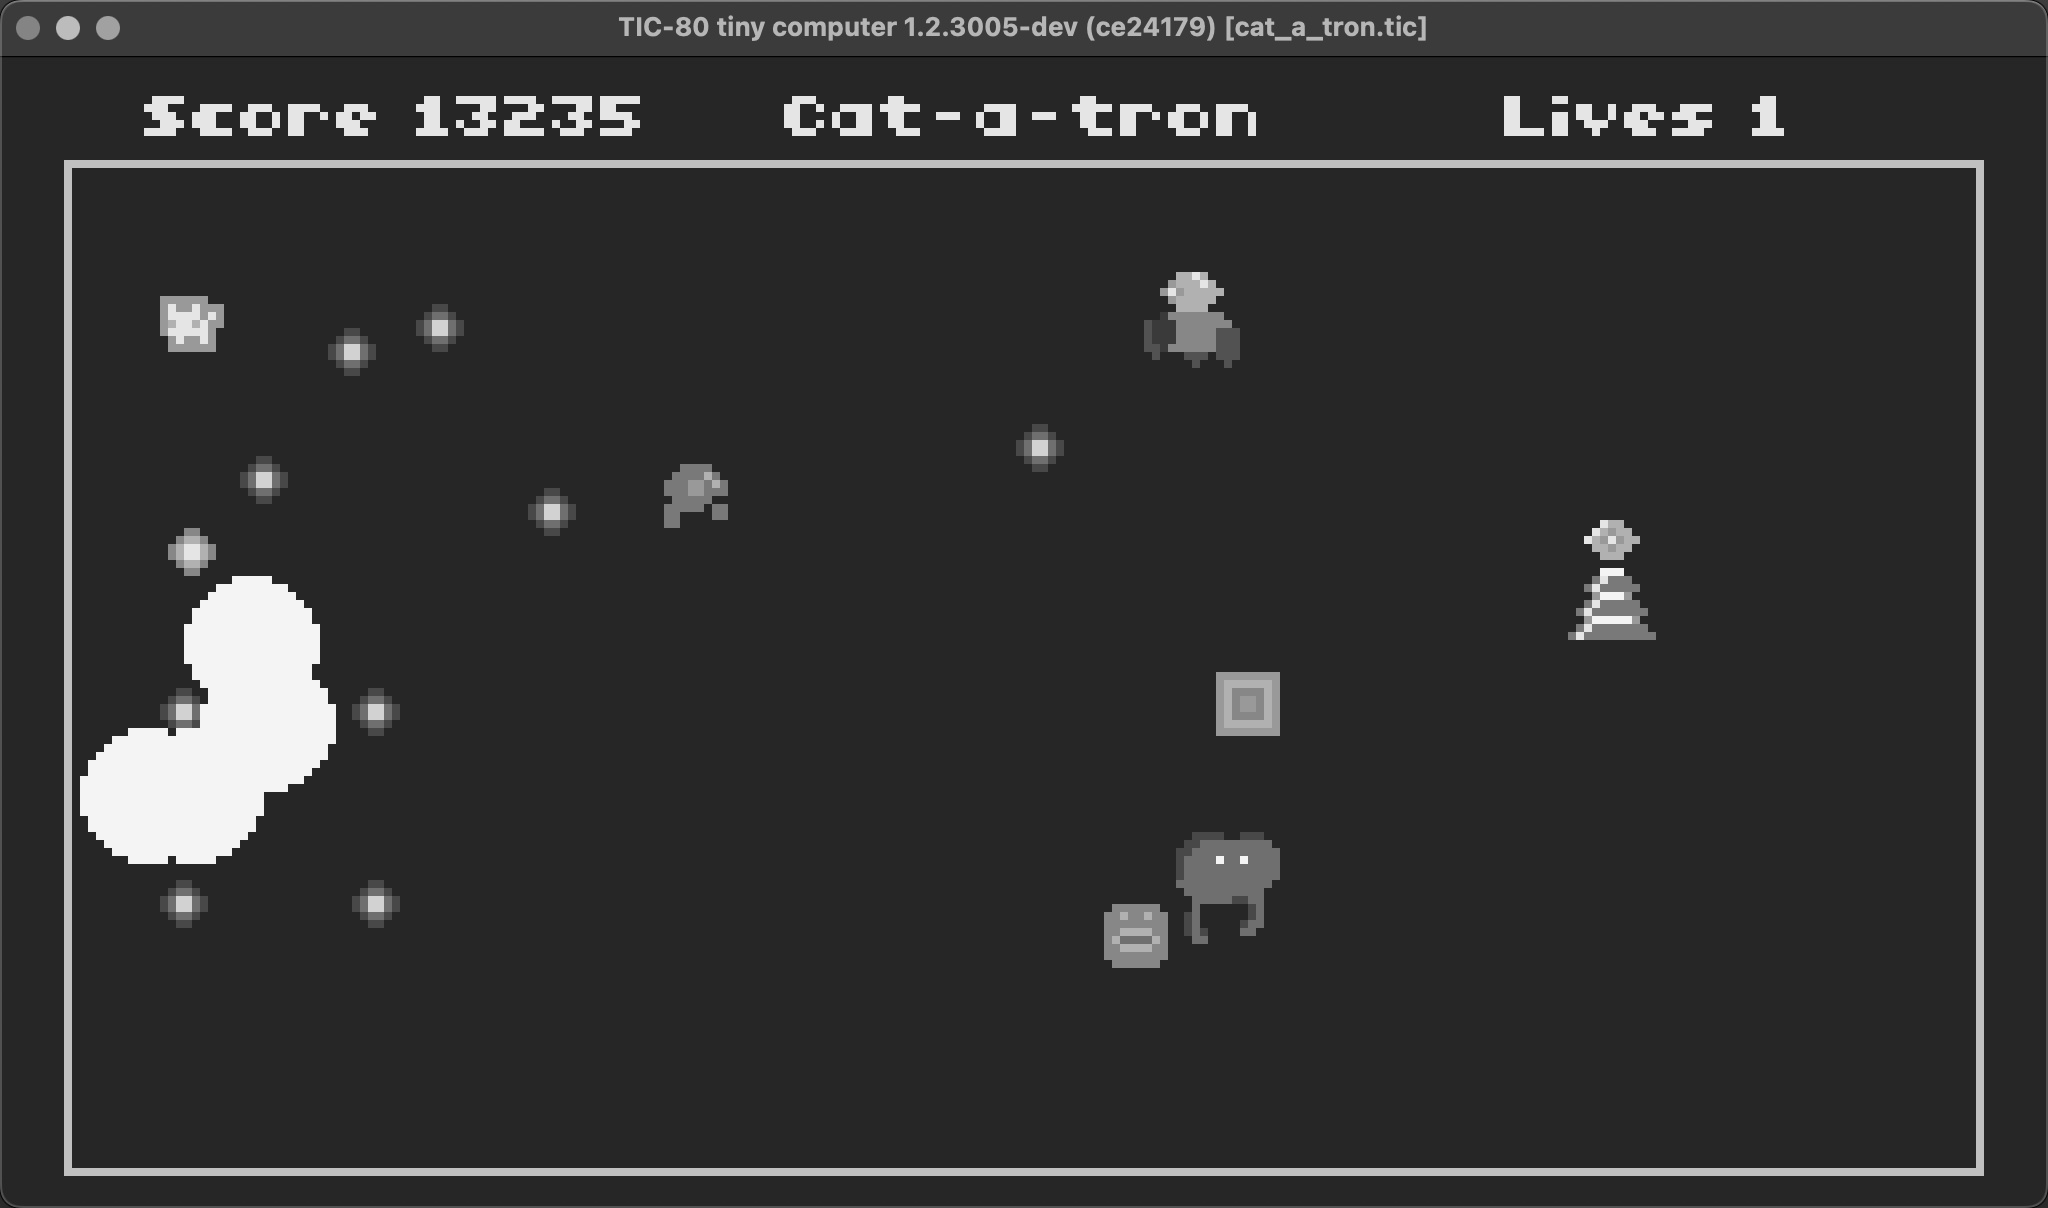 TIC-80 tiny computer 1.2.3005-dev (ce24179) [cat_a_tron.tic]
Score 13235 Cat-a-tron Lives 1